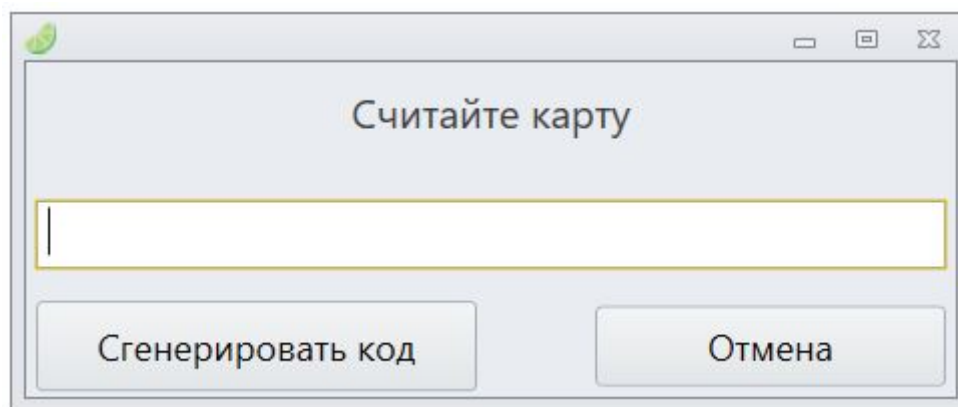 Считайте карту
Сгенерировать код
Отмена